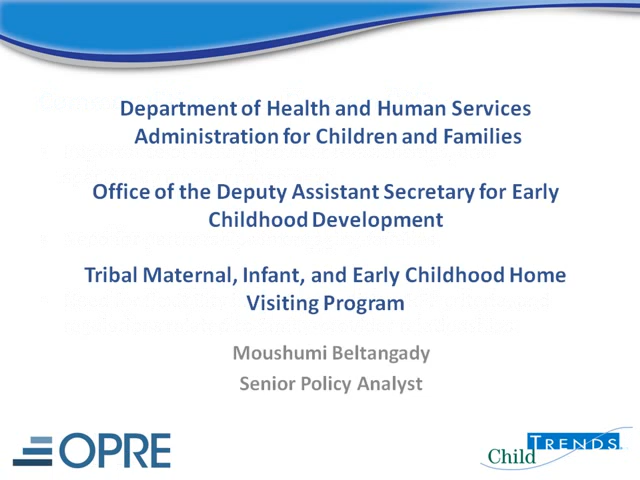 Department of Health and Human Services
Administration for Children and Families
Office of the Deputy Assistant Secretary for Early
Childhood Development
Tribal Maternal, Infant, and Early Childhood Home
Visiting Program
Moushumi Beltangady
Senior Policy Analyst
OPRE
Child TRENDS